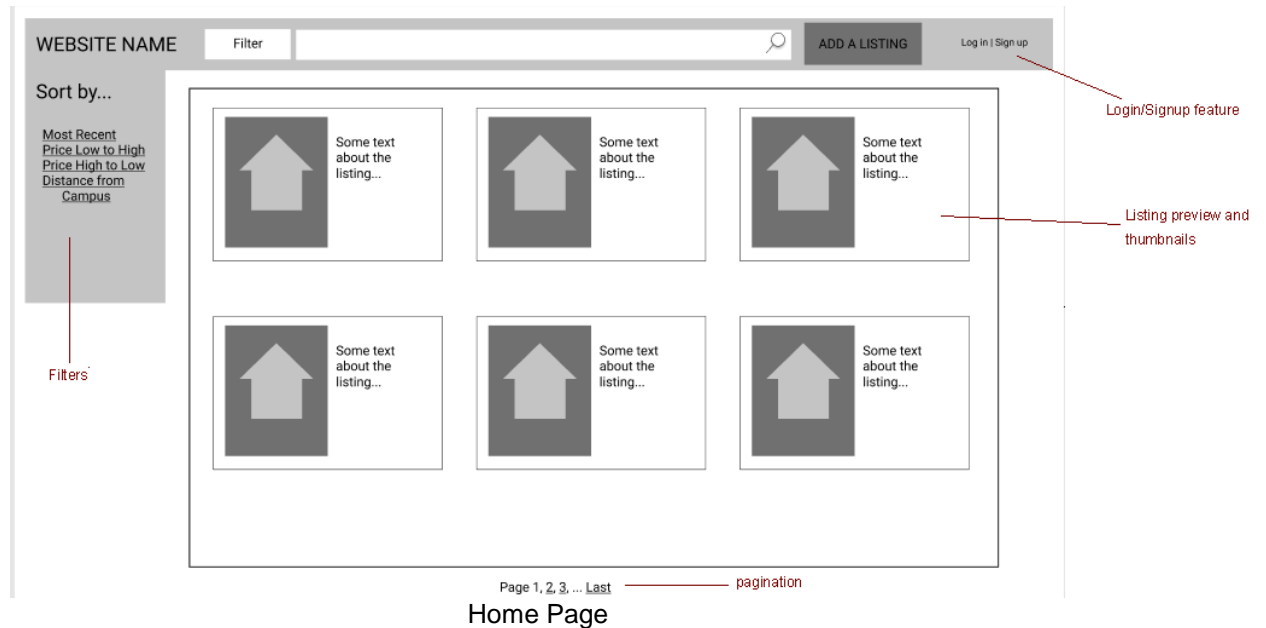 WEBSITE NAME
Filter
ADD A LISTING
Log in | Sign up
Sort by...
Most Recent
Price Low to High
Price High to Low
Distance from
Campus
Some text
about the
listing...
Some text
about the
listing...
Some text
about the
listing...
Login/Signup feature
Listing preview and
thumbnails
Some text
about the
listing...
Some text
about the
listing...
Some text
about the
listing...
Filters
Page 1, 2, 3, ... Last
pagination
Home Page